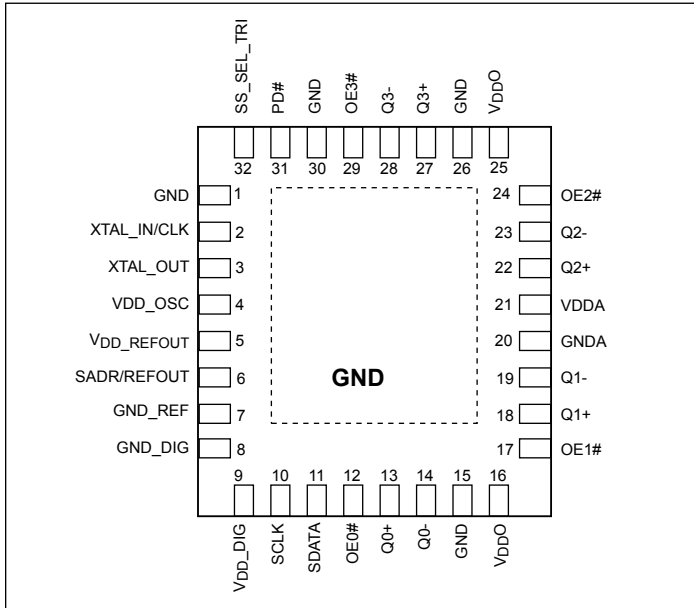 SS_SEL_TRI
PD#
GND
OE3#
Q3-
Q3+
GND
VDDO
32
31
30
29
28
27
26
25
GND 1
XTAL_IN/CLK 2
XTAL_OUT 3
VDD_OSC 4
VDD_REFOUT 5
SADR/REFOUT 6
GND_REF 7
GND_DIG 8
GND
24 OE2#
23 Q2-
22 Q2+
21 VDDA
20 GNDA
19 Q1-
18 Q1+
17 OE1#
9
10
11
12
13
14
15
16
VDD_DIG
SCLK
SDATA
OE0#
Q0+
Q0-
GND
VDDO